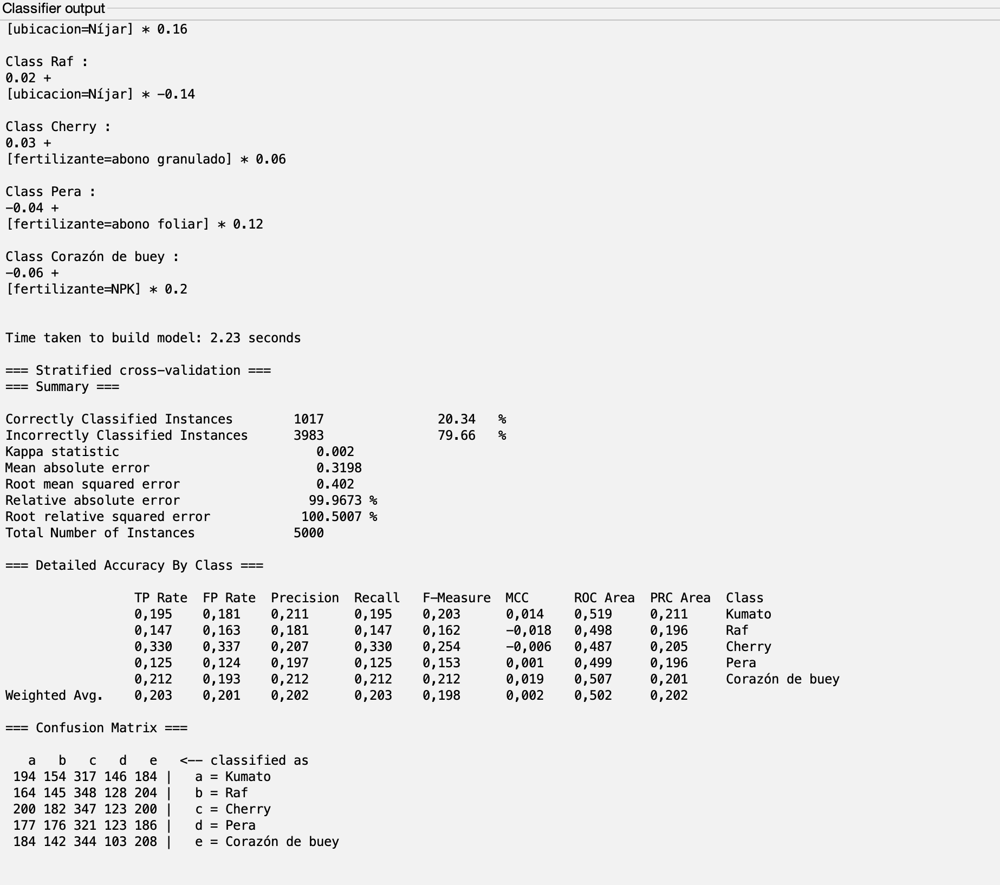 Classifier output
[ubicacion=Níjar] * 0.16
Class Raf :
0.02 +
[ubicacion=Níjar] * -0.14
Class Cherry :
0.03 +
[fertilizante=abono granulado] * 0.06
Class Pera :
-0.04 +
[fertilizante=abono foliar] * 0.12
Class Corazón de buey :
-0.06 +
[fertilizante=NPK] * 0.2
Time taken to build model: 2.23 seconds
=== Stratified cross-validation ===
=== Summary ===
Correctly Classified Instances 1017 20.34 %
Incorrectly Classified Instances 3983 79.66 %
Kappa statistic 0.002
Mean absolute error 0.3198
Root mean squared error 0.402
Relative absolute error 99.9673 %
Root relative squared error 100.5007 %
Total Number of Instances 5000
=== Detailed Accuracy By Class ===
TP Rate FP Rate Precision Recall F-Measure MCC ROC Area PRC Area Class
0,195 0,181 0,211 0,195 0,203 0,014 0,519 0,211 Kumato
0,147 0,163 0,181 0,147 0,162 -0,018 0,498 0,196 Raf
0,330 0,337 0,207 0,330 0,254 -0,006 0,487 0,205 Cherry
0,125 0,124 0,197 0,125 0,153 0,001 0,499 0,196 Pera
0,212 0,193 0,212 0,212 0,212 0,019 0,507 0,201 Corazón de buey
Weighted Avg. 0,203 0,201 0,202 0,203 0,198 0,002 0,502 0,202
=== Confusion Matrix ===
a b c d e <-- classified as
194 154 317 146 184 | a = Kumato
164 145 348 128 204 | b = Raf
200 182 347 123 200 | c = Cherry
177 176 321 123 186 | d = Pera
184 142 344 103 208 | e = Corazón de buey